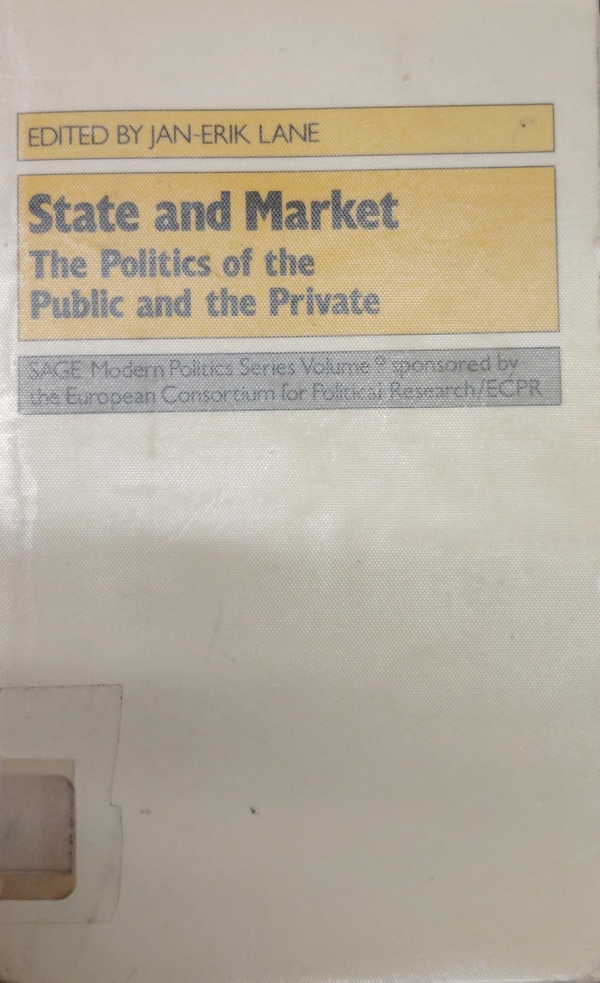 EDITED BY JAN-ERIK LANE
State and Market
The Politics of the
Public and the Private
SAGE Modern Politics Series Volume 9 sponsored by
the European Consortium for Political Research/ECPR